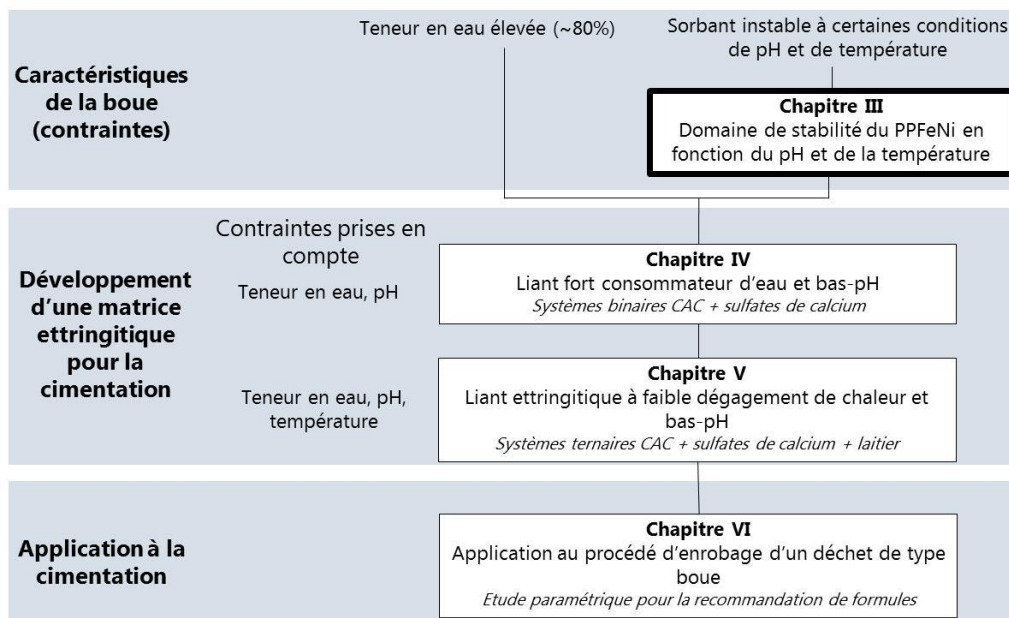 Teneur en eau élevée (~80%)
Sorbant instable à certaines conditions
de pH et de température
Caractéristiques
de la boue
(contraintes)
Chapitre III
Domaine de stabilité du PPFeNi en
fonction du pH et de la température
Contraintes prises en
compte
Développement
d’une matrice
ettringitique
pour la
cimentation
Teneur en eau, pH
Chapitre IV
Liant fort consommateur d’eau et bas-pH
Systèmes binaires CAC + sulfates de calcium
Teneur en eau, pH,
température
Chapitre V
Liant ettringitique à faible dégagement de chaleur et
bas-pH
Systèmes ternaires CAC + sulfates de calcium + laitier
Application à la
cimentation
Chapitre VI
Application au procédé d’enrobage d’un déchet de type
boue
Etude paramétrique pour la recommandation de formules